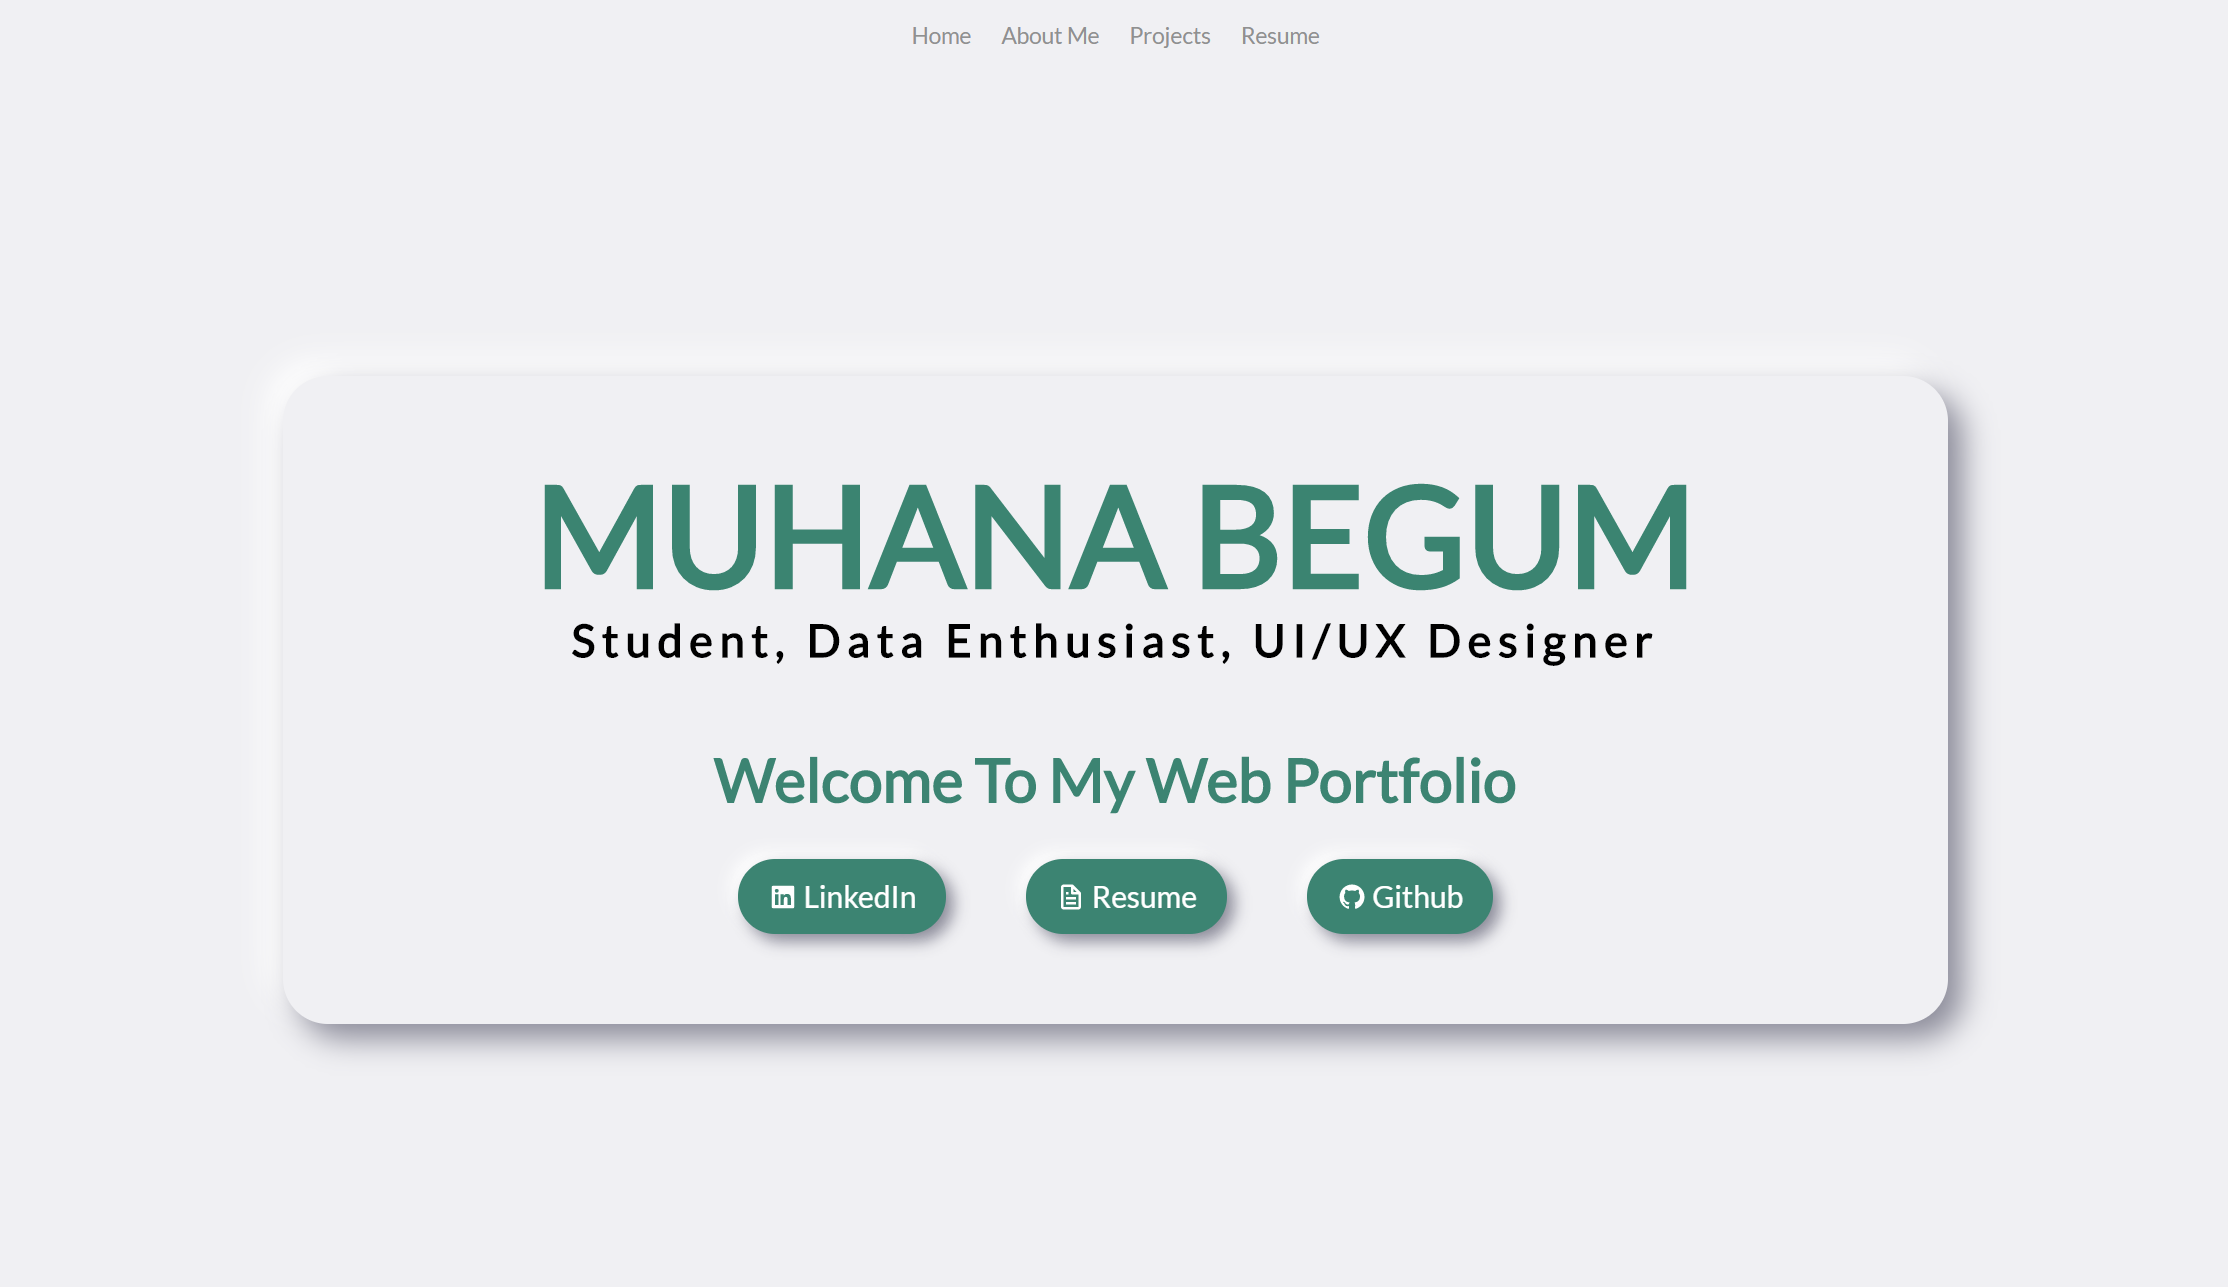 Home About Me Projects Resume
MUHANA BEGUM
Student, Data Enthusiast, UI/UX Designer
Welcome To My Web Portfolio
LinkedIn Resume Github